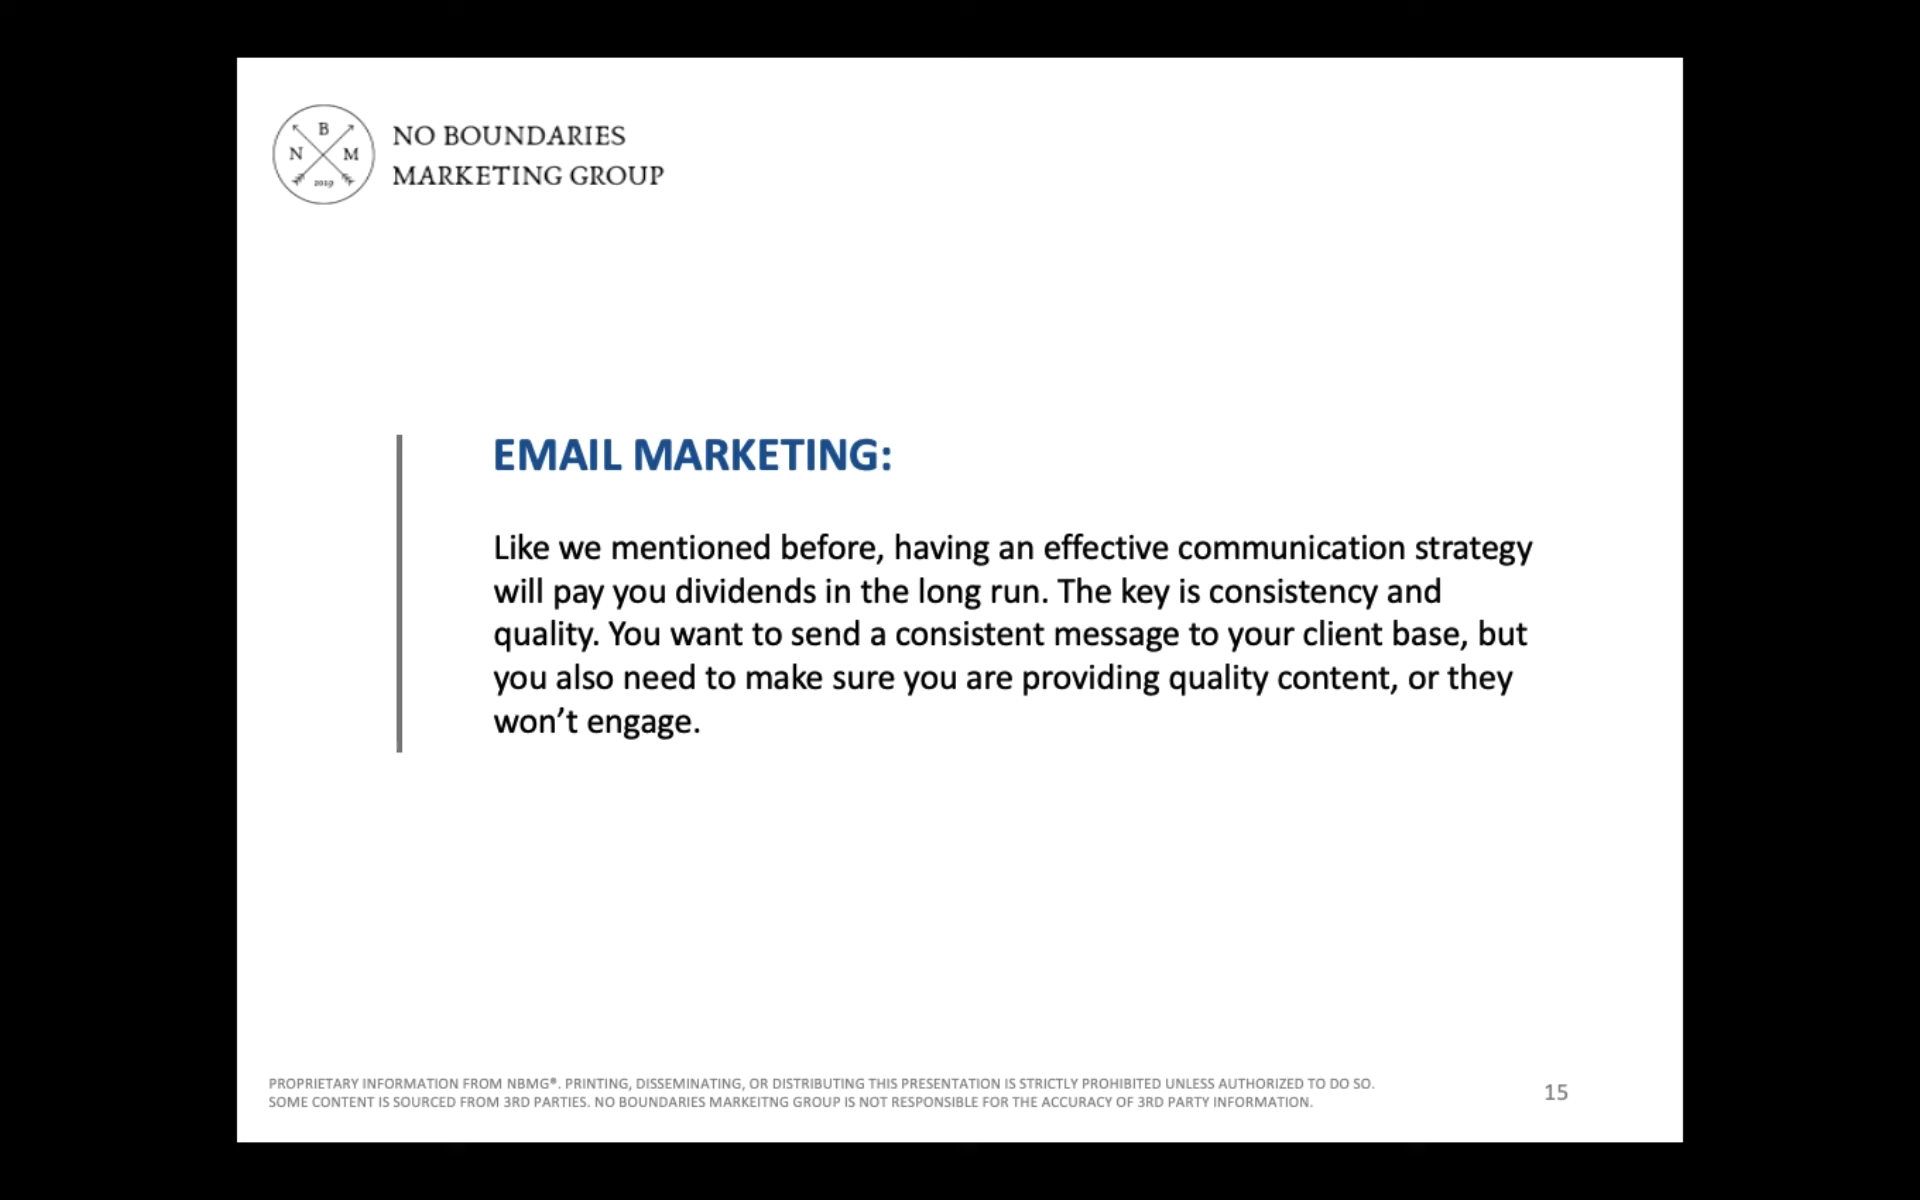 B
N M
2019
NO BOUNDARIES
MARKETING GROUP
EMAIL MARKETING:
Like we mentioned before, having an effective communication strategy
will pay you dividends in the long run. The key is consistency and
quality. You want to send a consistent message to your client base, but
you also need to make sure you are providing quality content, or they
won’t engage.
PROPRIETARY INFORMATION FROM NBMG®. PRINTING, DISSEMINATING, OR DISTRIBUTING THIS PRESENTATION IS STRICTLY PROHIBITED UNLESS AUTHORIZED TO DO SO.
SOME CONTENT IS SOURCED FROM 3RD PARTIES. NO BOUNDARIES MARKEITNG GROUP IS NOT RESPONSIBLE FOR THE ACCURACY OF 3RD PARTY INFORMATION.
15